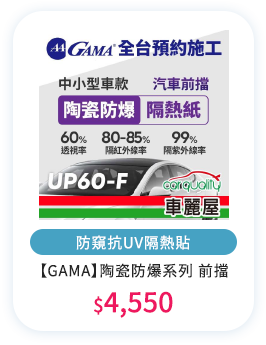 A4 GAMA 全台預約施工
中小型車款 汽車前擋
陶瓷防爆 隔熱紙
60% 80-85% 99%
透視率 隔紅外線率 隔紫外線率
UP60-F
carquality
車麗屋
防窺抗UV隔熱貼
【GAMA】陶瓷防爆系列 前擋
$4,550